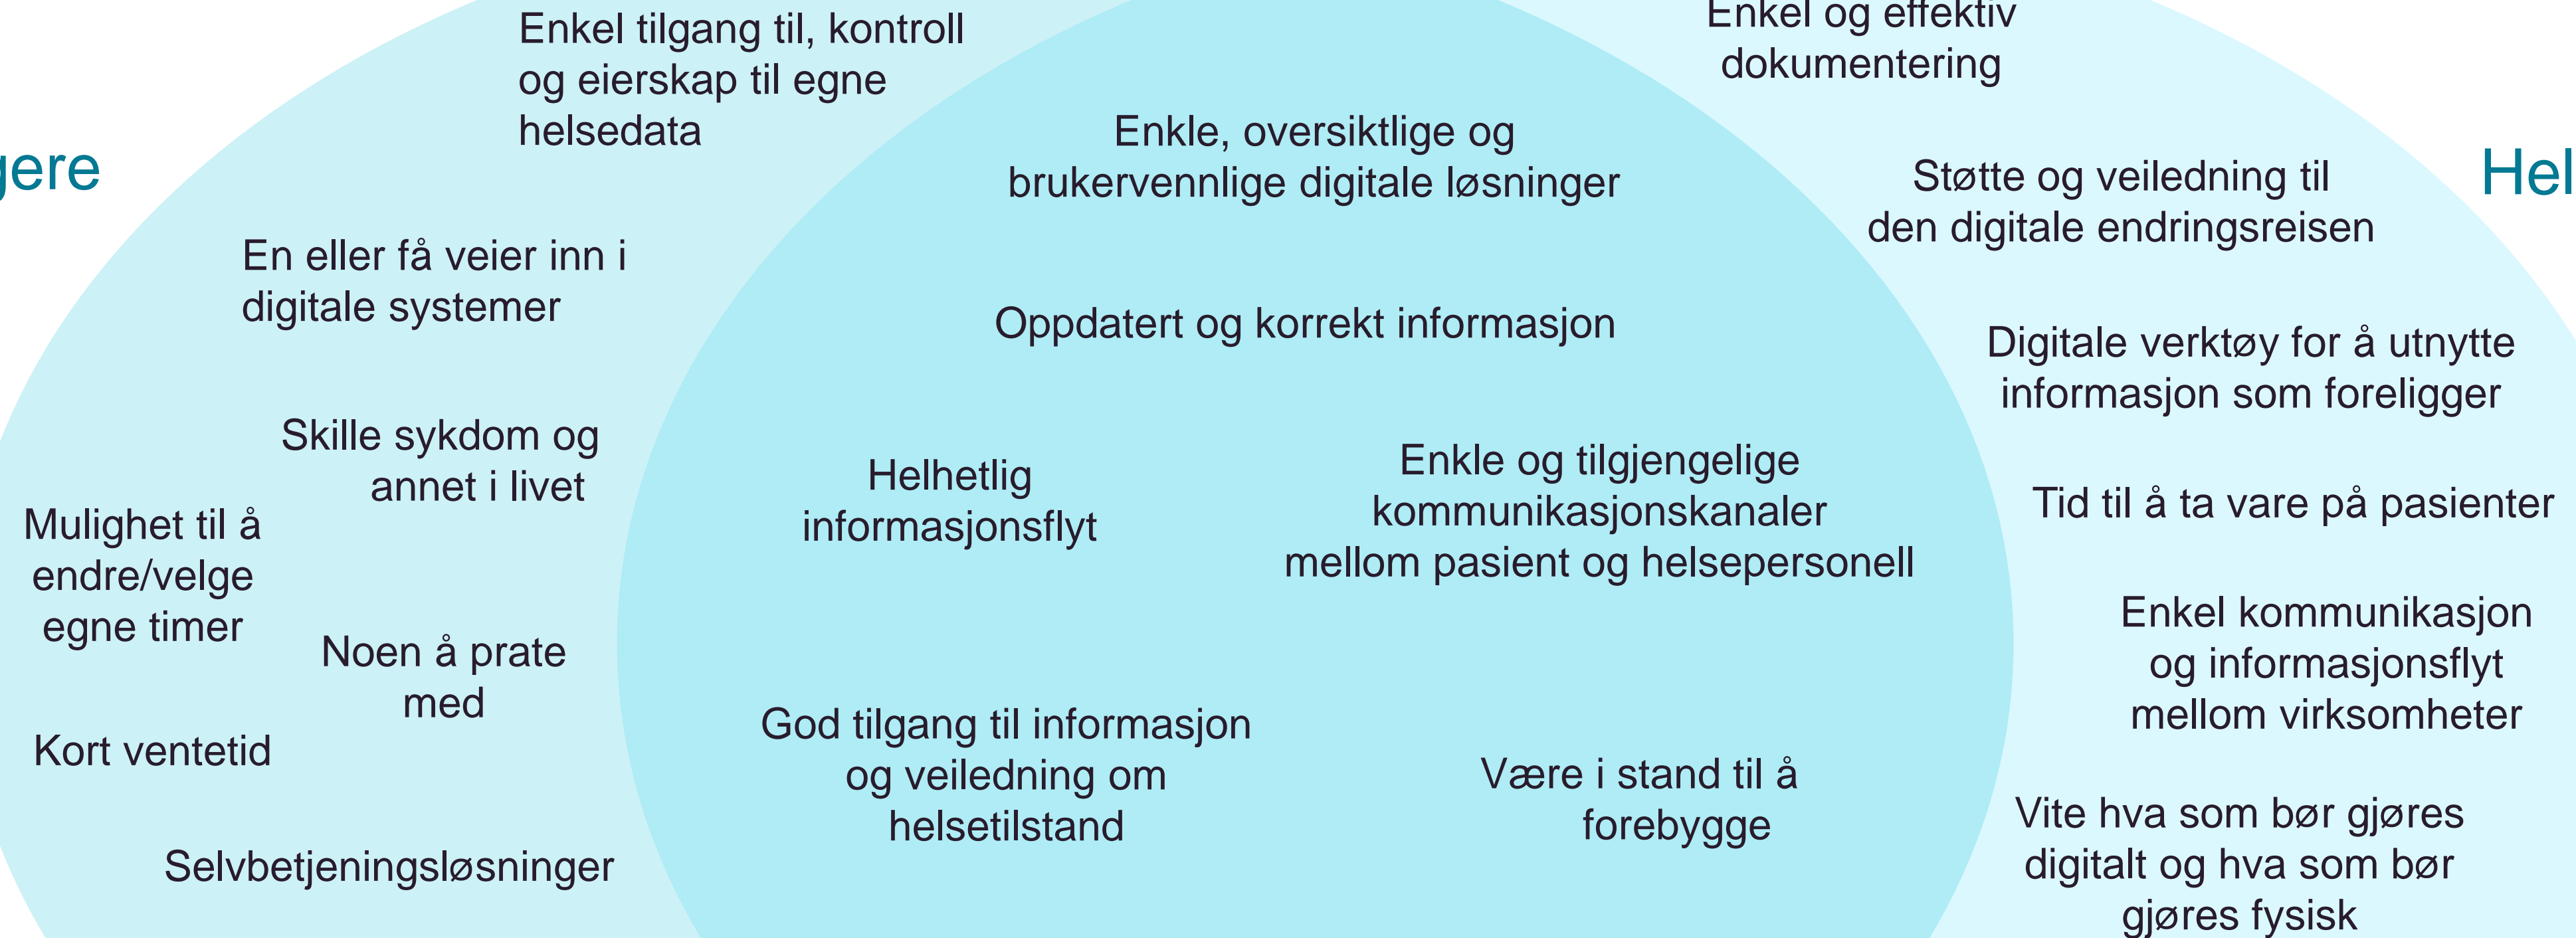 gere
Enkel tilgang til, kontroll
og eierskap til egne
helsedata
En eller få veier inn i
digitale systemer
Skille sykdom og
annet i livet
Mulighet til å
endre/velge
egne timer
Noen å prate
med
Kort ventetid
Selvbetjeningsløsninger
Enkle, oversiktlige og
brukervennlige digitale løsninger
Oppdatert og korrekt informasjon
Helhetlig
informasjonsflyt
Enkle og tilgjengelige
kommunikasjonskanaler
mellom pasient og helsepersonell
God tilgang til informasjon
og veiledning om
helsetilstand
Være i stand til å
forebygge
Hel
Enkel og effektiv
dokumentering
Støtte og veiledning til
den digitale endringsreisen
Digitale verktøy for å utnytte
informasjon som foreligger
Tid til å ta vare på pasienter
Enkel kommunikasjon
og informasjonsflyt
mellom virksomheter
Vite hva som bør gjøres
digitalt og hva som bør
gjøres fysisk